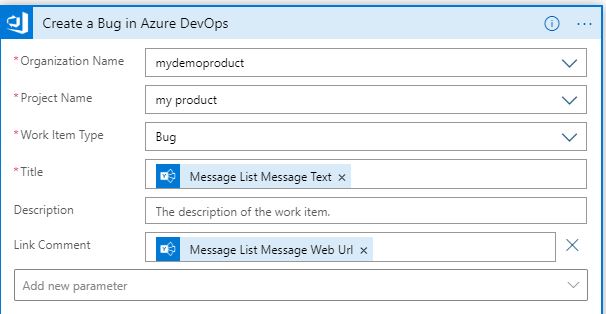 Create a Bug in Azure DevOps
* Organization Name
mydemoproduct
* Project Name
my product
* Work Item Type
Bug
* Title
Message List Message Text ×
Description
The description of the work item.
Link Comment
Message List Message Web Url ×
Add new parameter